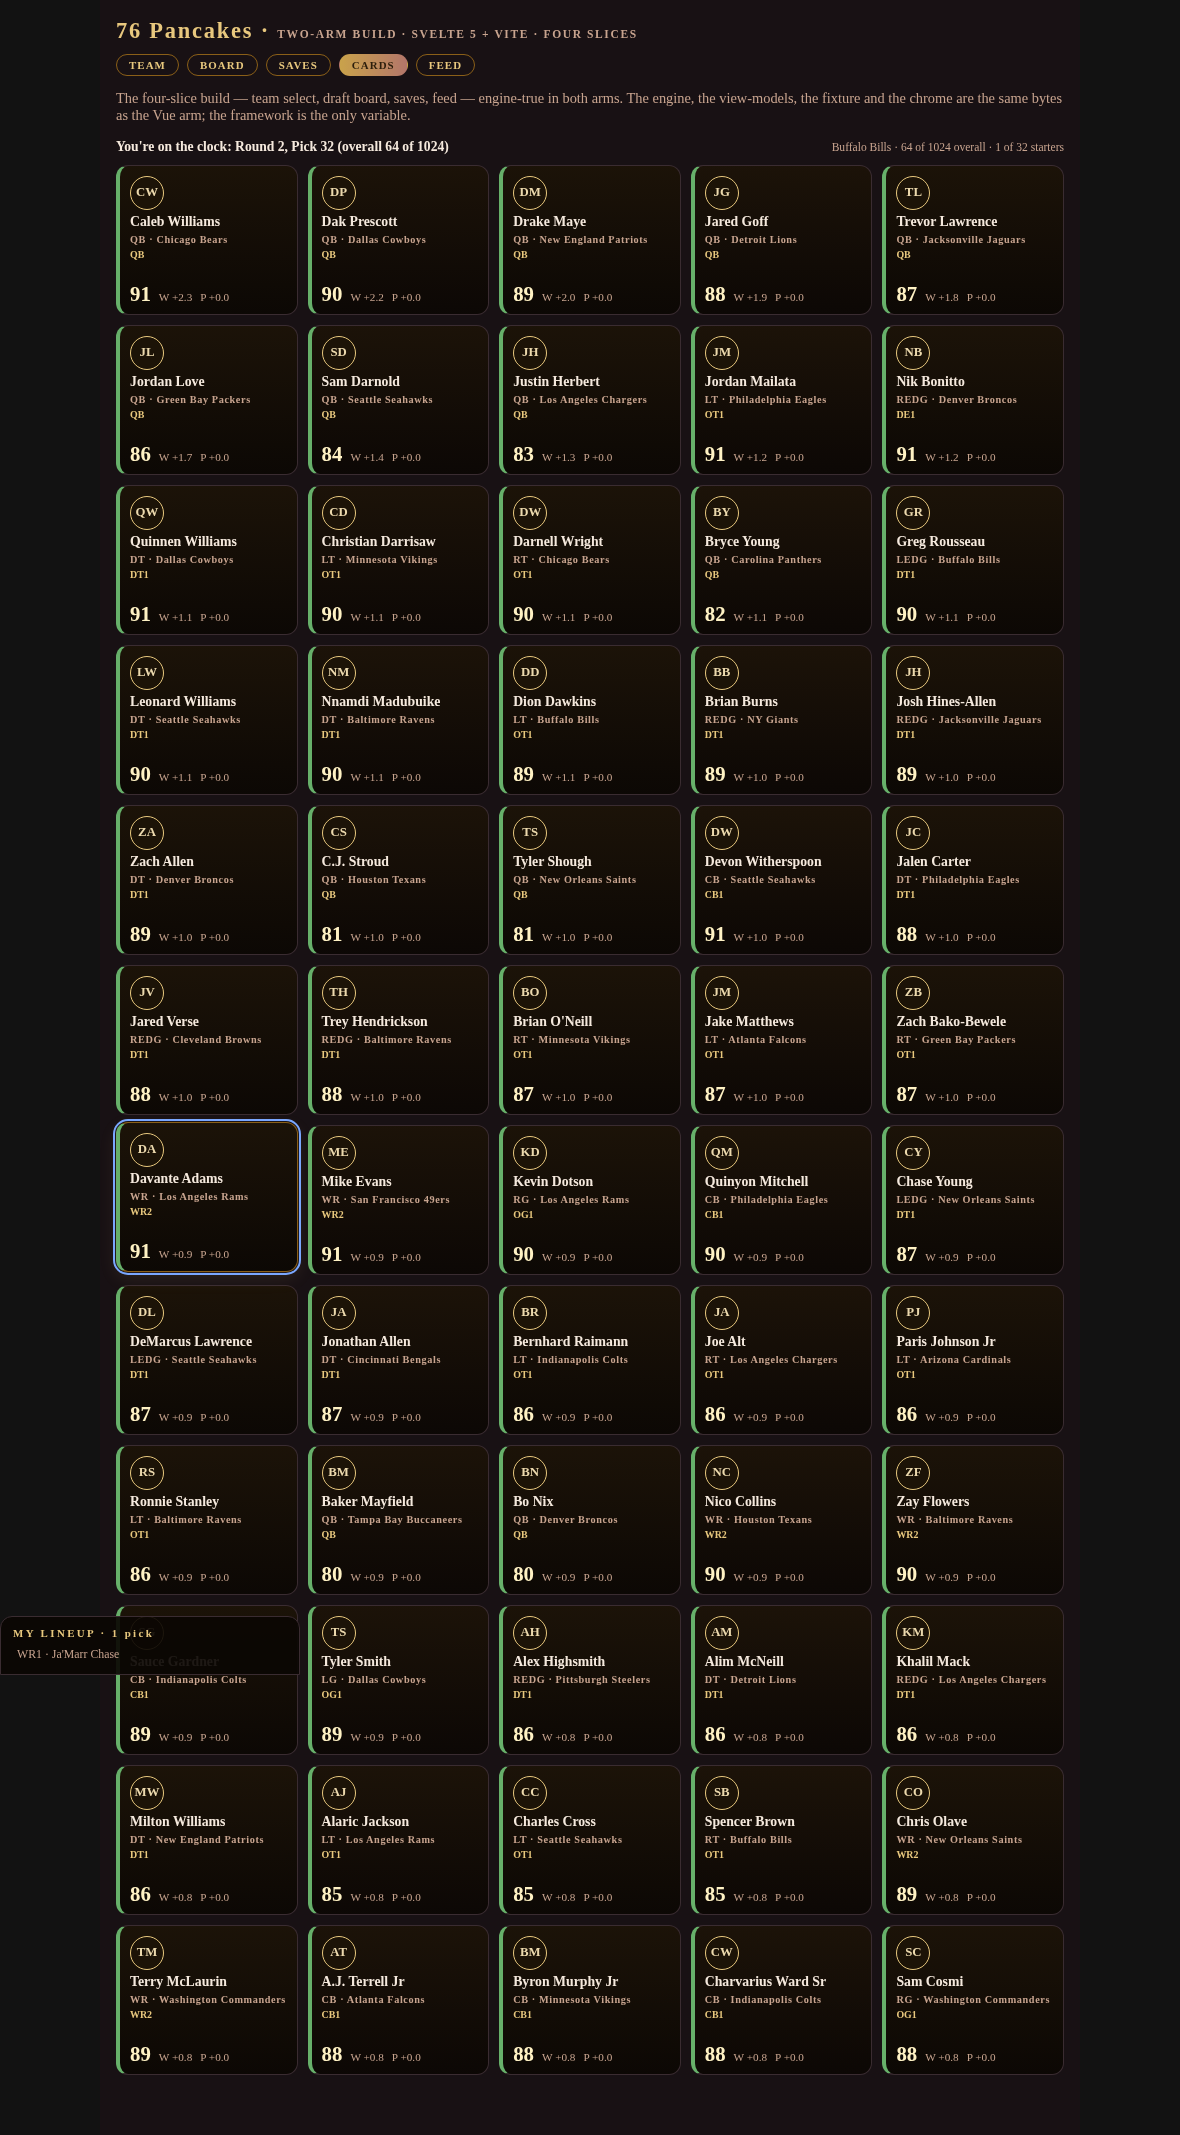 76 Pancakes · TWO-ARM BUILD · SVELTE 5 + VITE · FOUR SLICES
TEAM BOARD SAVES CARDS FEED
The four-slice build — team select, draft board, saves, feed — engine-true in both arms. The engine, the view-models, the fixture and the chrome are the same bytes
as the Vue arm; the framework is the only variable.
You're on the clock: Round 2, Pick 32 (overall 64 of 1024) Buffalo Bills · 64 of 1024 overall · 1 of 32 starters
CW DP DM JG TL
Caleb Williams Dak Prescott Drake Maye Jared Goff Trevor Lawrence
QB · Chicago Bears QB · Dallas Cowboys QB · New England Patriots QB · Detroit Lions QB · Jacksonville Jaguars
QB QB QB QB QB
91 W +2.3 P +0.0 90 W +2.2 P +0.0 89 W +2.0 P +0.0 88 W +1.9 P +0.0 87 W +1.8 P +0.0
JL SD JH JM NB
Jordan Love Sam Darnold Justin Herbert Jordan Mailata Nik Bonitto
QB · Green Bay Packers QB · Seattle Seahawks QB · Los Angeles Chargers LT · Philadelphia Eagles REDG · Denver Broncos
QB QB QB OT1 DE1
86 W +1.7 P +0.0 84 W +1.4 P +0.0 83 W +1.3 P +0.0 91 W +1.2 P +0.0 91 W +1.2 P +0.0
QW CD DW BY GR
Quinnen Williams Christian Darrisaw Darnell Wright Bryce Young Greg Rousseau
DT · Dallas Cowboys LT · Minnesota Vikings RT · Chicago Bears QB · Carolina Panthers LEDG · Buffalo Bills
DT1 OT1 OT1 QB DT1
91 W +1.1 P +0.0 90 W +1.1 P +0.0 90 W +1.1 P +0.0 82 W +1.1 P +0.0 90 W +1.1 P +0.0
LW NM DD BB JH
Leonard Williams Nnamdi Madubuike Dion Dawkins Brian Burns Josh Hines-Allen
DT · Seattle Seahawks DT · Baltimore Ravens LT · Buffalo Bills REDG · NY Giants REDG · Jacksonville Jaguars
DT1 DT1 OT1 DT1 DT1
90 W +1.1 P +0.0 90 W +1.1 P +0.0 89 W +1.1 P +0.0 89 W +1.0 P +0.0 89 W +1.0 P +0.0
ZA CS TS DW JC
Zach Allen C.J. Stroud Tyler Shough Devon Witherspoon Jalen Carter
DT · Denver Broncos QB · Houston Texans QB · New Orleans Saints CB · Seattle Seahawks DT · Philadelphia Eagles
DT1 QB QB CB1 DT1
89 W +1.0 P +0.0 81 W +1.0 P +0.0 81 W +1.0 P +0.0 91 W +1.0 P +0.0 88 W +1.0 P +0.0
JV TH BO JM ZB
Jared Verse Trey Hendrickson Brian O'Neill Jake Matthews Zach Bako-Bewele
REDG · Cleveland Browns REDG · Baltimore Ravens RT · Minnesota Vikings LT · Atlanta Falcons RT · Green Bay Packers
DT1 DT1 OT1 OT1 OT1
88 W +1.0 P +0.0 88 W +1.0 P +0.0 87 W +1.0 P +0.0 87 W +1.0 P +0.0 87 W +1.0 P +0.0
DA ME KD QM CY
Davante Adams Mike Evans Kevin Dotson Quinyon Mitchell Chase Young
WR · Los Angeles Rams WR · San Francisco 49ers RG · Los Angeles Rams CB · Philadelphia Eagles LEDG · New Orleans Saints
WR2 WR2 OG1 CB1 DT1
91 W +0.9 P +0.0 91 W +0.9 P +0.0 90 W +0.9 P +0.0 90 W +0.9 P +0.0 87 W +0.9 P +0.0
DL JA BR JA PJ
DeMarcus Lawrence Jonathan Allen Bernhard Raimann Joe Alt Paris Johnson Jr
LEDG · Seattle Seahawks DT · Cincinnati Bengals LT · Indianapolis Colts RT · Los Angeles Chargers LT · Arizona Cardinals
DT1 DT1 OT1 OT1 OT1
87 W +0.9 P +0.0 87 W +0.9 P +0.0 86 W +0.9 P +0.0 86 W +0.9 P +0.0 86 W +0.9 P +0.0
RS BM BN NC ZF
Ronnie Stanley Baker Mayfield Bo Nix Nico Collins Zay Flowers
LT · Baltimore Ravens QB · Tampa Bay Buccaneers QB · Denver Broncos WR · Houston Texans WR · Baltimore Ravens
OT1 QB QB WR2 WR2
86 W +0.9 P +0.0 80 W +0.9 P +0.0 80 W +0.9 P +0.0 90 W +0.9 P +0.0 90 W +0.9 P +0.0
MY LINEUP · 1 pick TS AH AM KM
WR1 · Ja'Marr Chase
Sauce Gardner Tyler Smith Alex Highsmith Alim McNeill Khalil Mack
CB · Indianapolis Colts LG · Dallas Cowboys REDG · Pittsburgh Steelers DT · Detroit Lions REDG · Los Angeles Chargers
CB1 OG1 DT1 DT1 DT1
89 W +0.9 P +0.0 89 W +0.9 P +0.0 86 W +0.8 P +0.0 86 W +0.8 P +0.0 86 W +0.8 P +0.0
MW AJ CC SB CO
Milton Williams Alaric Jackson Charles Cross Spencer Brown Chris Olave
DT · New England Patriots LT · Los Angeles Rams LT · Seattle Seahawks RT · Buffalo Bills WR · New Orleans Saints
DT1 OT1 OT1 OT1 WR2
86 W +0.8 P +0.0 85 W +0.8 P +0.0 85 W +0.8 P +0.0 85 W +0.8 P +0.0 89 W +0.8 P +0.0
TM AT BM CW SC
Terry McLaurin A.J. Terrell Jr Byron Murphy Jr Charvarius Ward Sr Sam Cosmi
WR · Washington Commanders CB · Atlanta Falcons CB · Minnesota Vikings CB · Indianapolis Colts RG · Washington Commanders
WR2 CB1 CB1 CB1 OG1
89 W +0.8 P +0.0 88 W +0.8 P +0.0 88 W +0.8 P +0.0 88 W +0.8 P +0.0 88 W +0.8 P +0.0